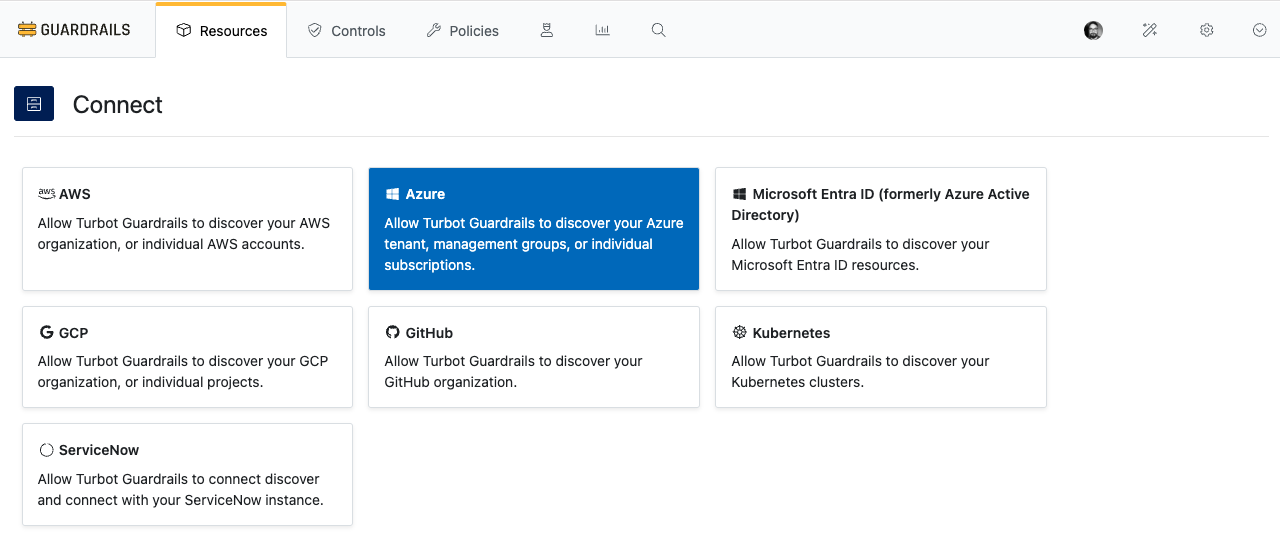 GUARDRAILS
Resources
Controls
Policies
Connect
aws AWS
Allow Turbot Guardrails to discover your AWS
organization, or individual AWS accounts.
Azure
Allow Turbot Guardrails to discover your Azure
tenant, management groups, or individual
subscriptions.
Microsoft Entra ID (formerly Azure Active
Directory)
Allow Turbot Guardrails to discover your
Microsoft Entra ID resources.
GCP
Allow Turbot Guardrails to discover your GCP
organization, or individual projects.
GitHub
Allow Turbot Guardrails to discover your
GitHub organization.
Kubernetes
Allow Turbot Guardrails to discover your
Kubernetes clusters.
ServiceNow
Allow Turbot Guardrails to connect discover
and connect with your ServiceNow instance.